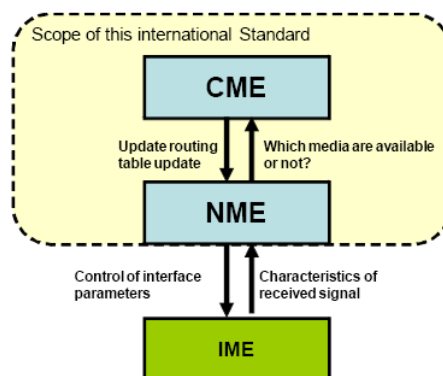 Scope of this international Standard
CME
Update routing
table update
Which media are available
or not?
NME
Control of interface
parameters
Characteristics of
received signal
IME